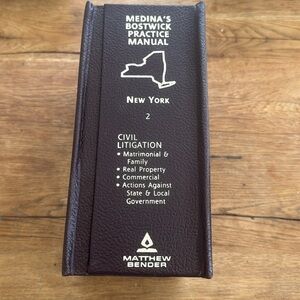 MEDINA'S
BOSTWICK
PRACTICE
MANUAL
NEW YORK
2
CIVIL
LITIGATION
• Matrimonial &
Family
• Real Property
• Commercial
• Actions Against
State & Local
Government
MATTHEW
BENDER